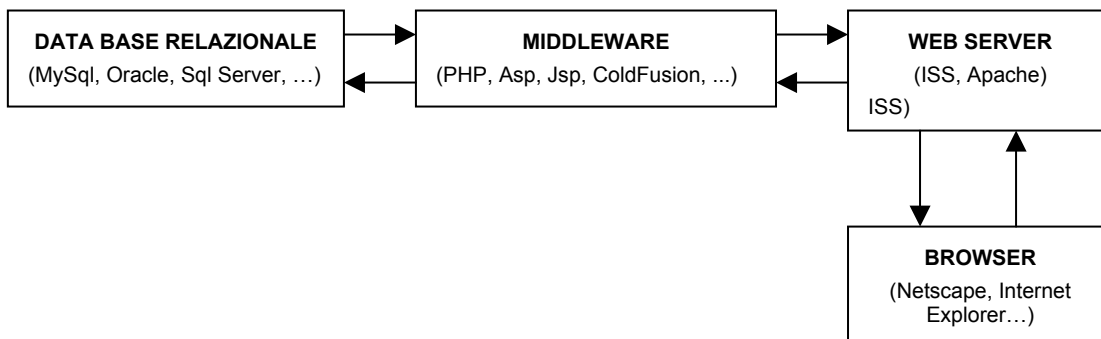 DATA BASE RELAZIONALE
(MySql, Oracle, Sql Server, …)
MIDDLEWARE
(PHP, Asp, Jsp, ColdFusion, ...)
WEB SERVER
(ISS, Apache)
ISS)
BROWSER
(Netscape, Internet
Explorer…)